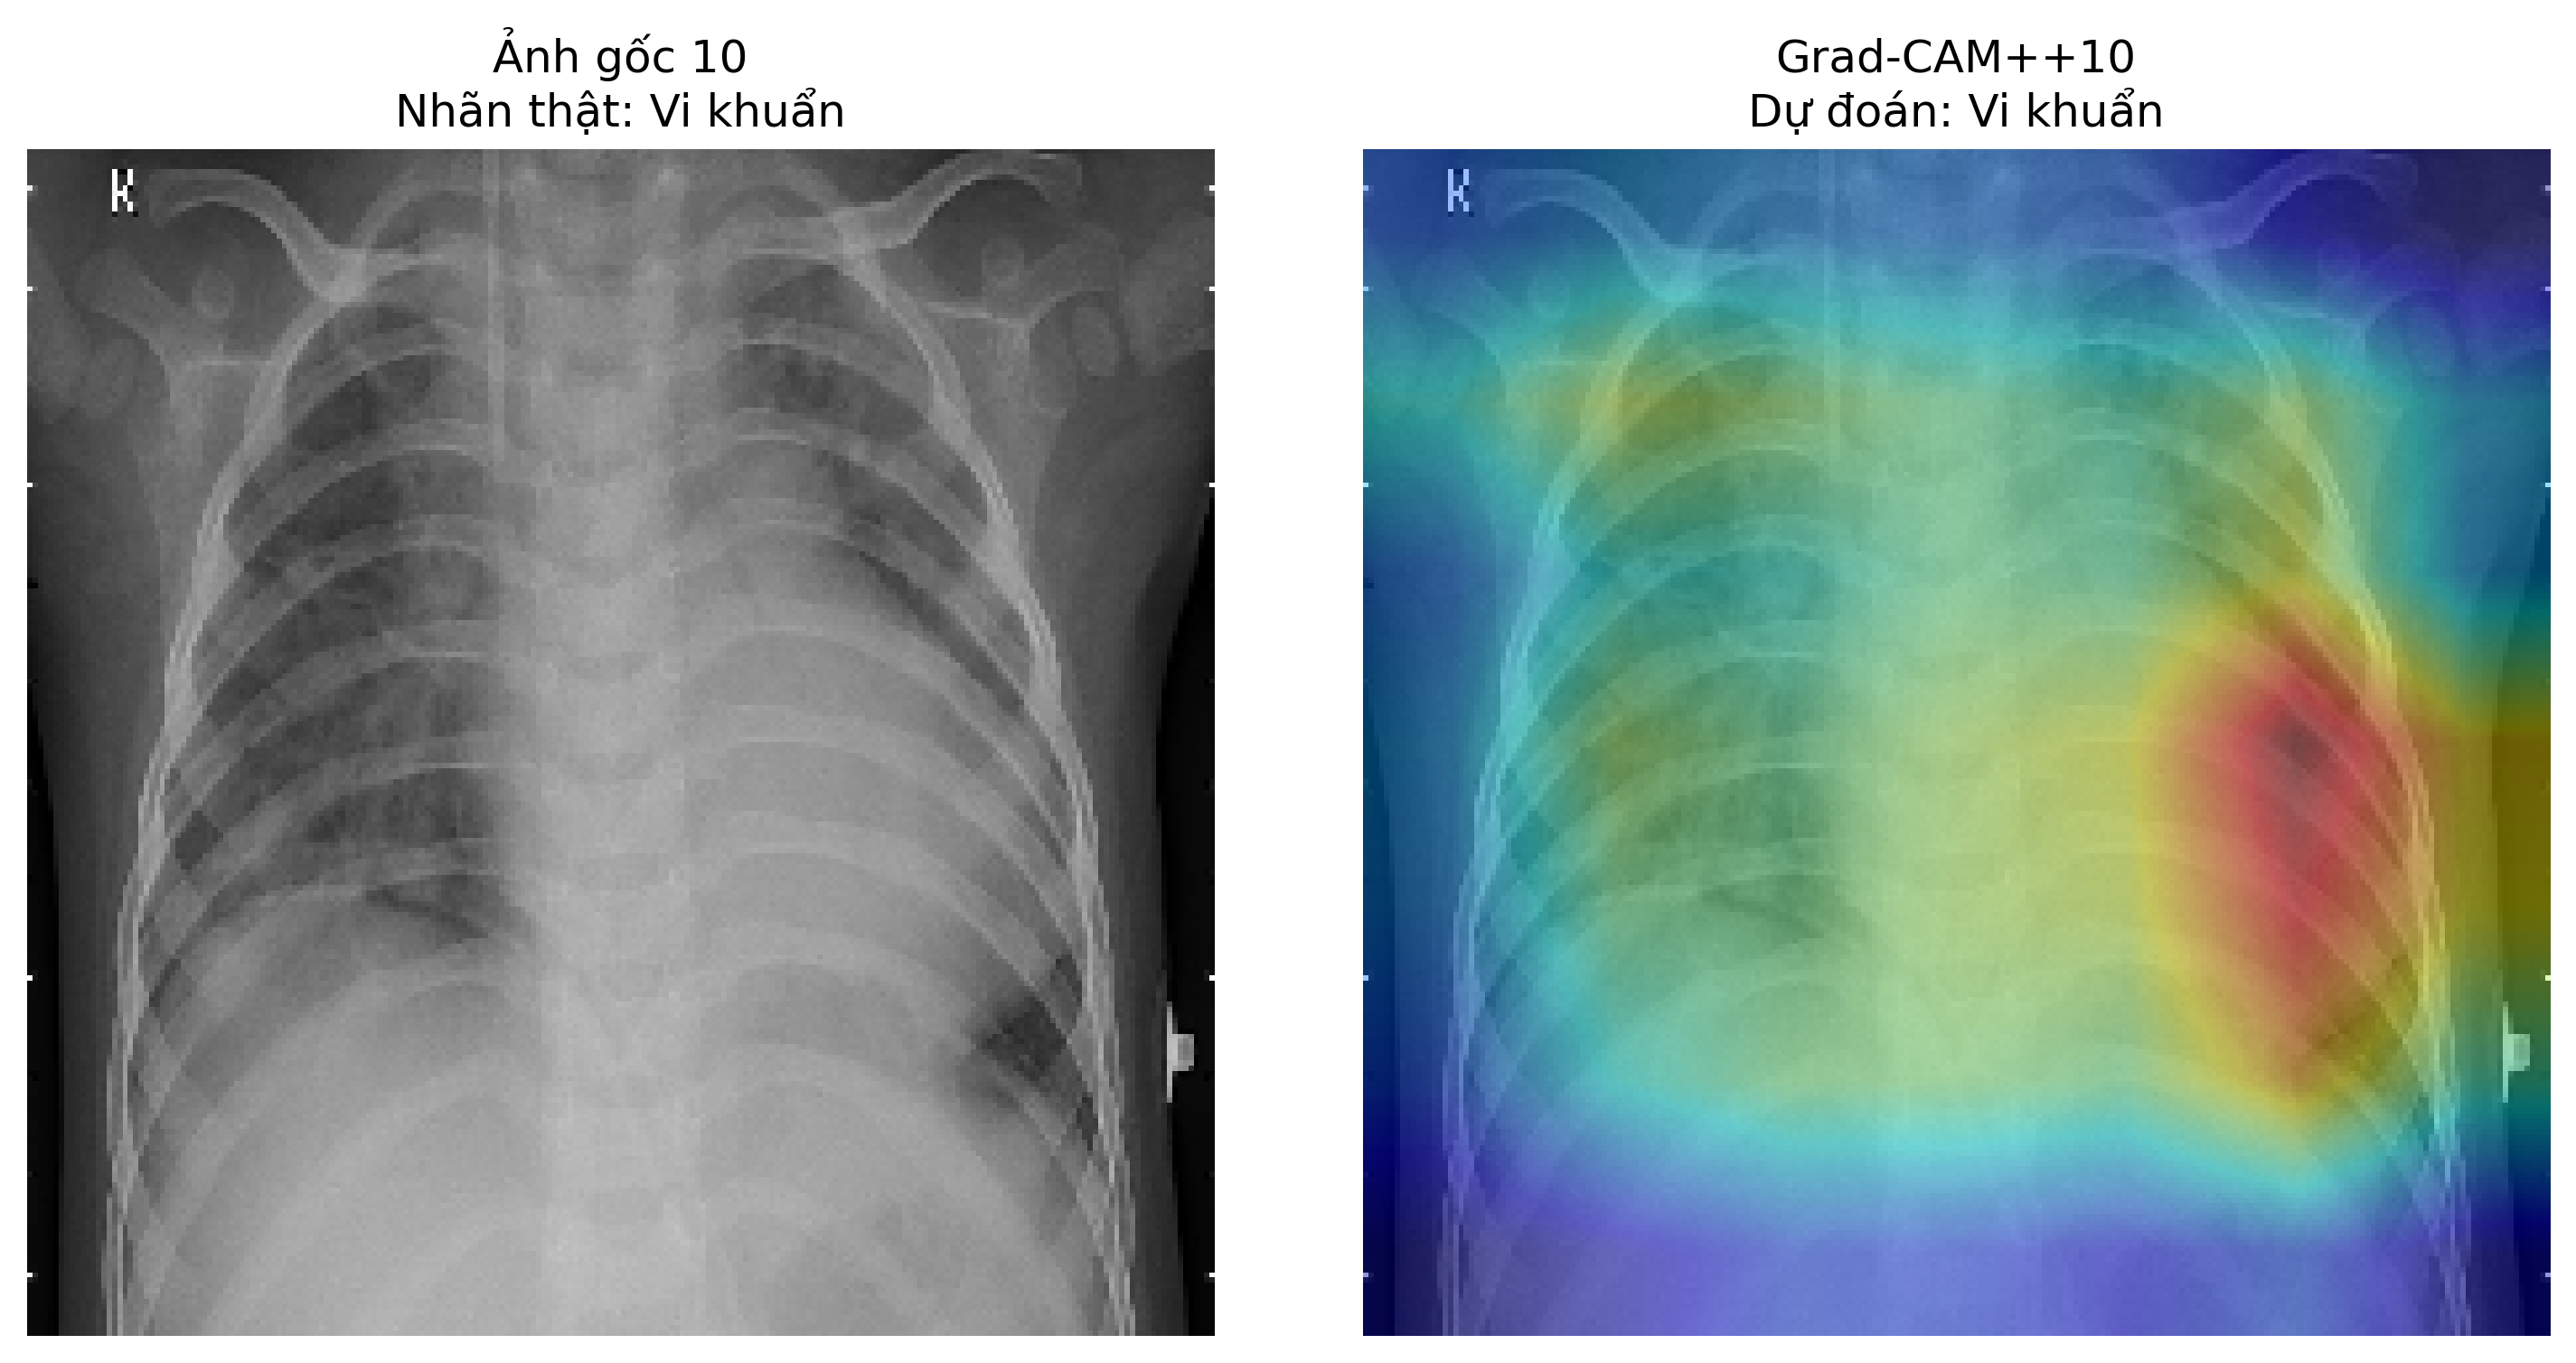 Ảnh gốc 10
Nhãn thật: Vi khuẩn
Grad-CAM++10
Dự đoán: Vi khuẩn
K
K